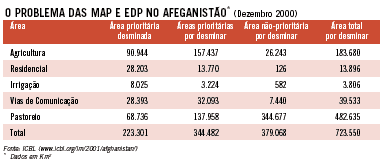 O PROBLEMA DAS MAP E EDP NO AFEGANISTÃO* (Dezembro 2000)
Área Área prioritária desminada Áreas prioritárias por desminar Área não-prioritária por desminar Área total por desminar
Agricultura 90.944 157.437 26.243 183.680
Residencial 28.203 13.770 126 13.896
Irrigação 8.025 3.224 582 3.806
Vias de Comunicação 28.393 32.093 7.440 39.533
Pastoreio 68.736 137.958 344.677 482.635
Total 223.301 344.482 379.068 723.550
Fonte: ICBL (www.icbl.org/lm/2001/afghanistan/)
* Dados em Km²